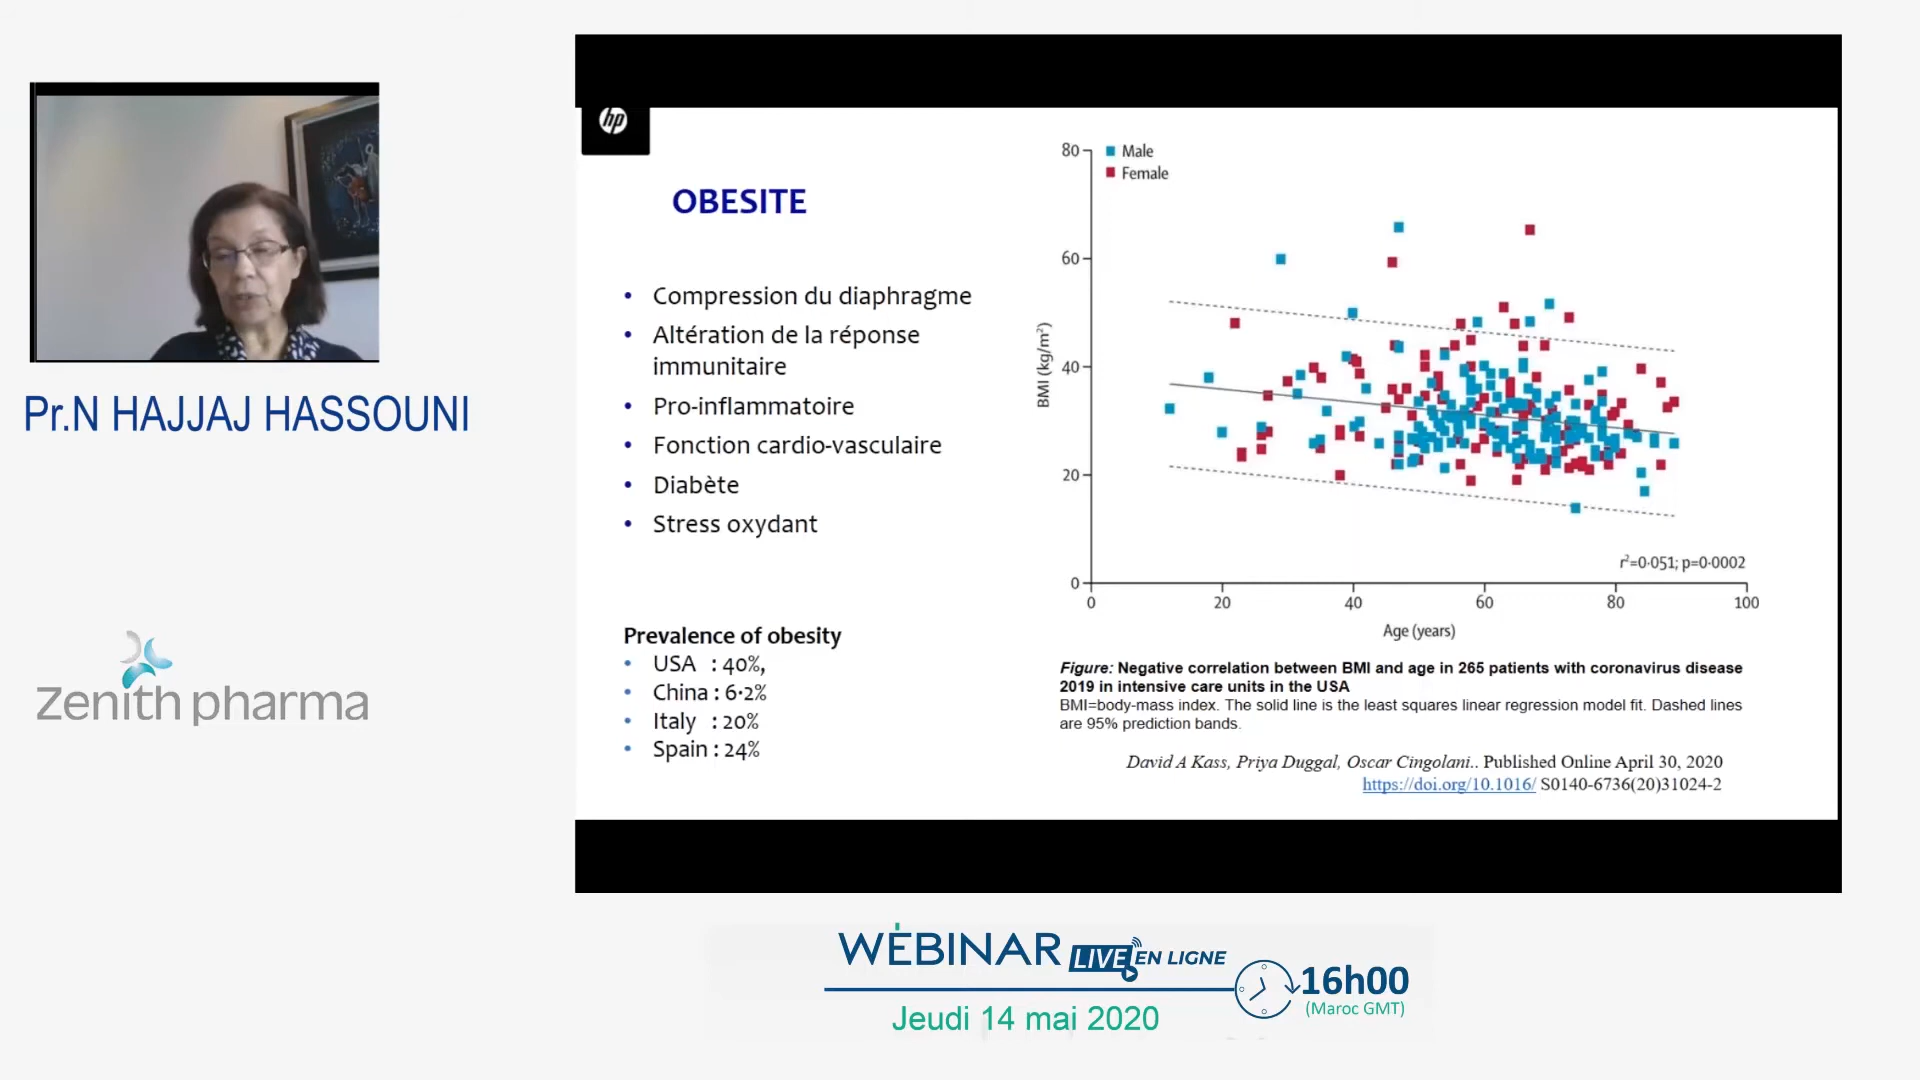 hp
Pr.N HAJJAJ HASSOUNI
Zenith pharma
OBESITE
• Compression du diaphragme
• Altération de la réponse
immunitaire
• Pro-inflammatoire
• Fonction cardio-vasculaire
• Diabète
• Stress oxydant
Prevalence of obesity
• USA : 40%,
• China : 6·2%
• Italy : 20%
• Spain : 24%
Male
Female
80
60
40
20
0
BMI (kg/m²)
r²=0·051; p=0·0002
0 20 40 60 80 100
Age (years)
Figure: Negative correlation between BMI and age in 265 patients with coronavirus disease
2019 in intensive care units in the USA
BMI=body-mass index. The solid line is the least squares linear regression model fit. Dashed lines
are 95% prediction bands.
David A Kass, Priya Duggal, Oscar Cingolani.. Published Online April 30, 2020
https://doi.org/10.1016/ S0140-6736(20)31024-2
WEBINAR LIVE EN LIGNE
16h00
(Maroc GMT)
Jeudi 14 mai 2020